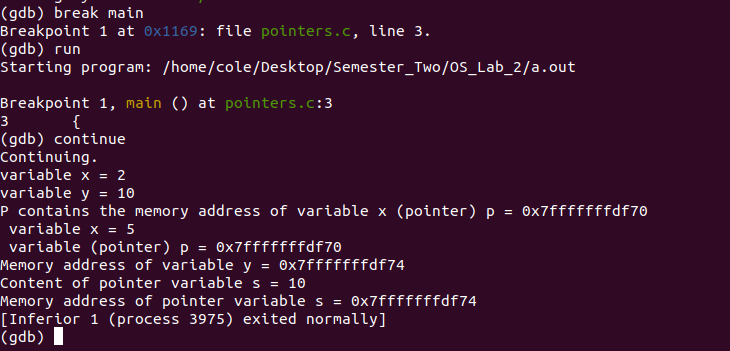 (gdb) break main
Breakpoint 1 at 0x1169: file pointers.c, line 3.
(gdb) run
Starting program: /home/cole/Desktop/Semester_Two/OS_Lab_2/a.out

Breakpoint 1, main () at pointers.c:3
3       {
(gdb) continue
Continuing.
variable x = 2
variable y = 10
P contains the memory address of variable x (pointer) p = 0x7fffffffdf70
 variable x = 5
 variable (pointer) p = 0x7fffffffdf70
Memory address of variable y = 0x7fffffffdf74
Content of pointer variable s = 10
Memory address of pointer variable s = 0x7fffffffdf74
[Inferior 1 (process 3975) exited normally]
(gdb)